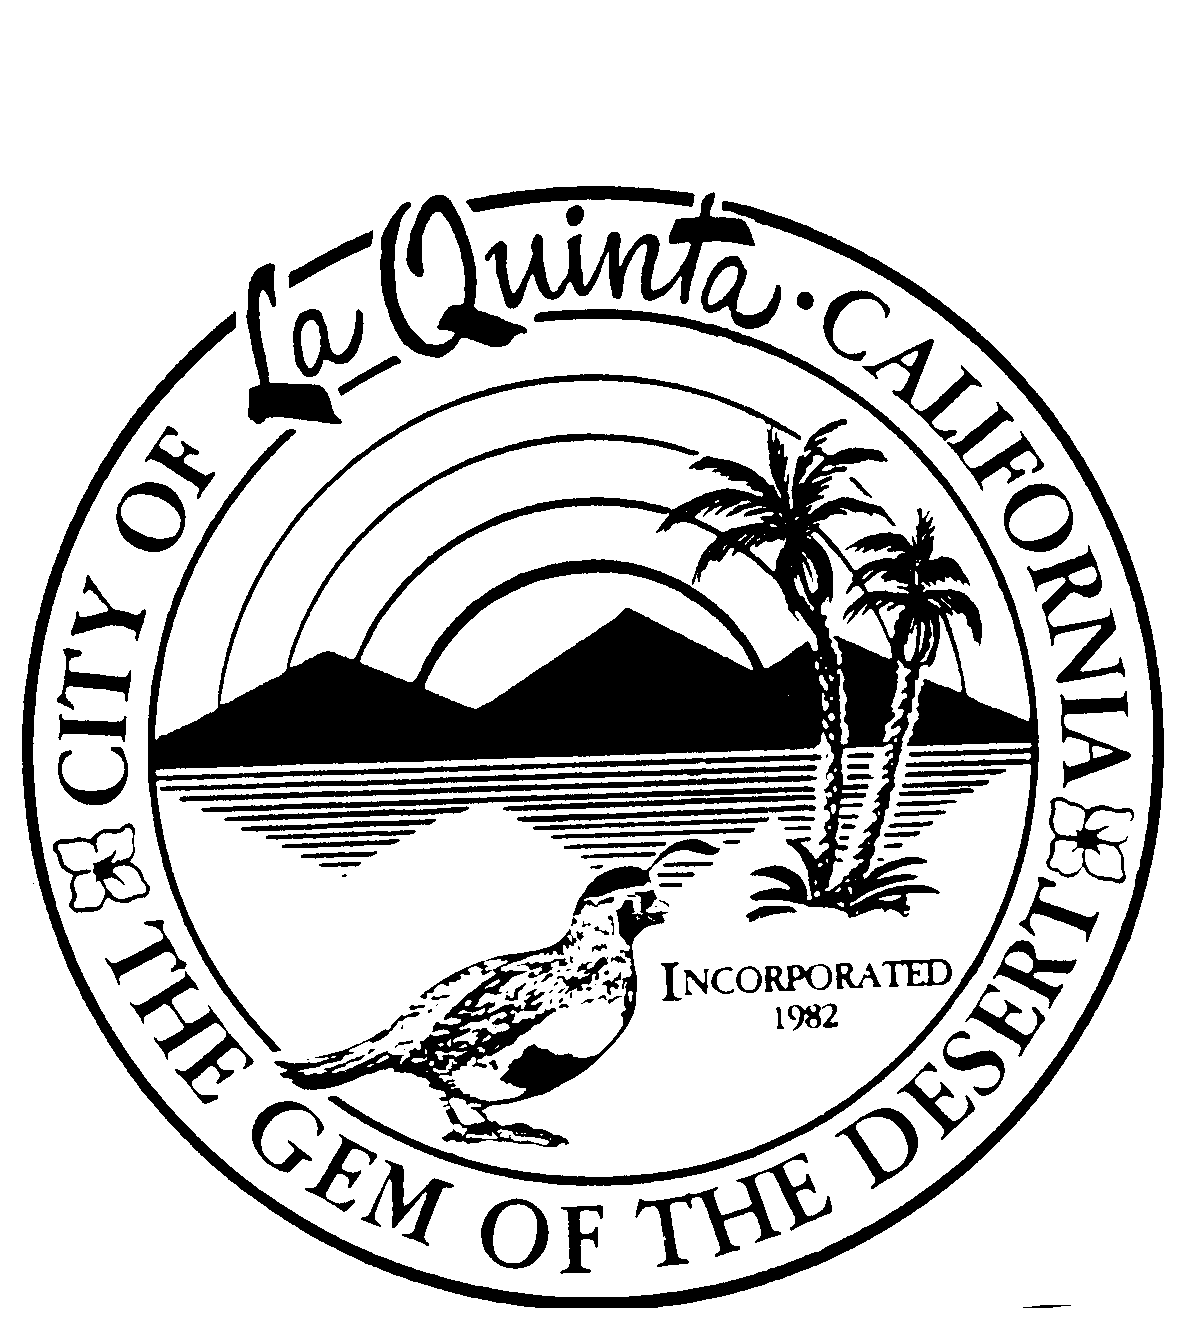 CITY OF La Quinta · CALIFORNIA
THE GEM OF THE DESERT
INCORPORATED
1982